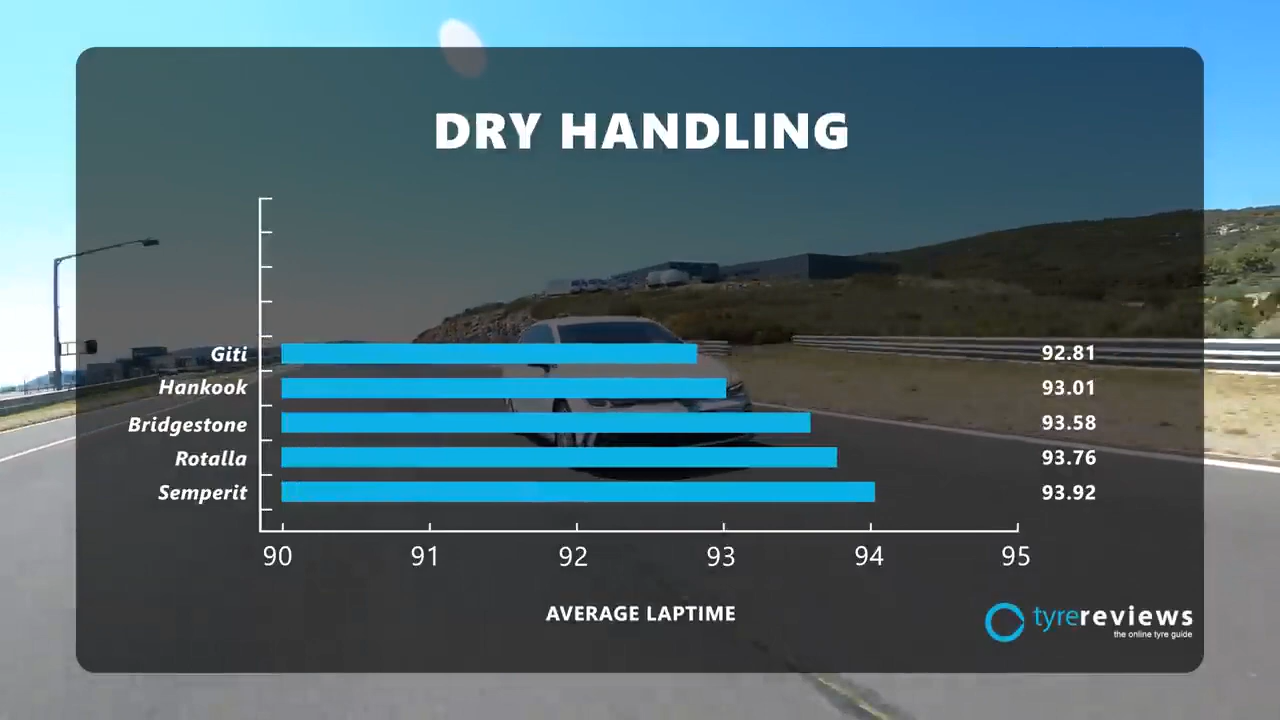 DRY HANDLING
Giti 92.81
Hankook 93.01
Bridgestone 93.58
Rotalla 93.76
Semperit 93.92
90 91 92 93 94 95
AVERAGE LAPTIME
tyrereviews
the online tyre guide